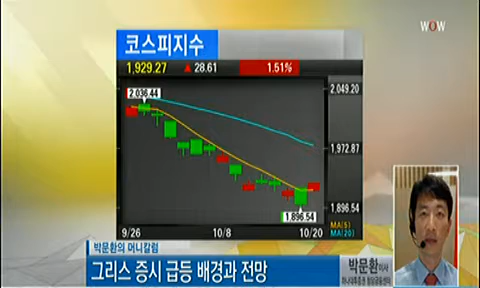 WOW
코스피지수
1,929.27 ▲ 28.61 1.51%
2,036.44
2,049.20
1,972.87
1,896.54
1,896.54
MA(5)
MA(20)
9/26 10/8 10/20
박문환의 머니칼럼
그리스 증시 급등 배경과 전망
박문환 이사